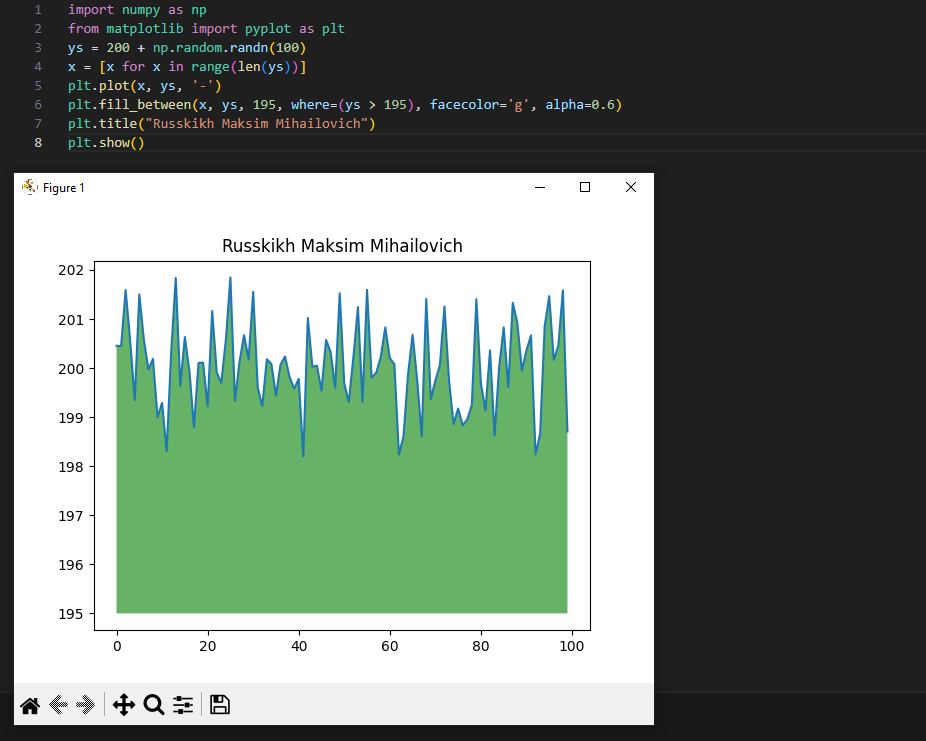 1 import numpy as np
2 from matplotlib import pyplot as plt
3 ys = 200 + np.random.randn(100)
4 x = [x for x in range(len(ys))]
5 plt.plot(x, ys, '-')
6 plt.fill_between(x, ys, 195, where=(ys > 195), facecolor='g', alpha=0.6)
7 plt.title("Russkikh Maksim Mihailovich")
8 plt.show()
Figure 1
Russkikh Maksim Mihailovich
202
201
200
199
198
197
196
195
0 20 40 60 80 100